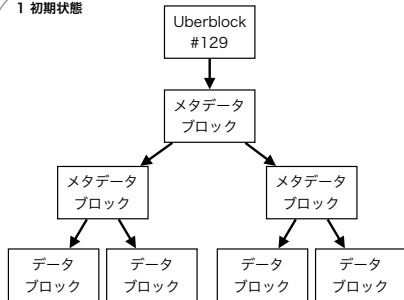 1 初期状態
Uberblock
#129
メタデータ
ブロック
メタデータ
ブロック
メタデータ
ブロック
データ
ブロック
データ
ブロック
データ
ブロック
データ
ブロック